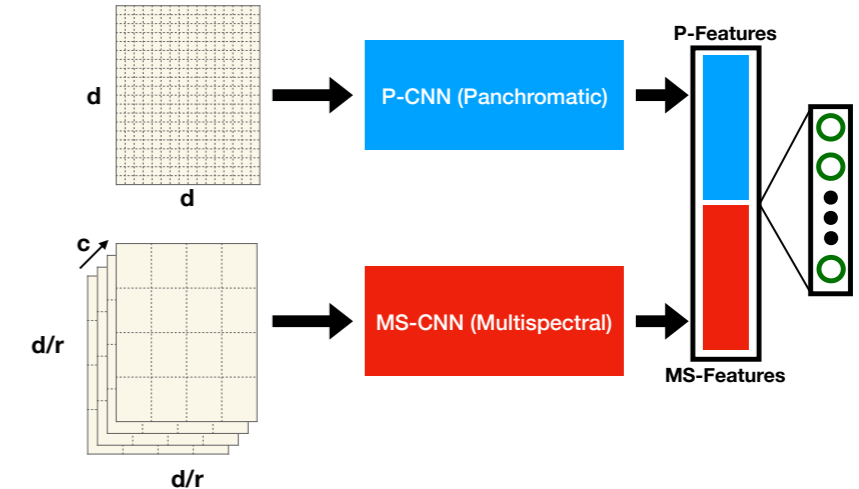 P-Features
d
P-CNN (Panchromatic)
d
c
d/r
MS-CNN (Multispectral)
MS-Features
d/r